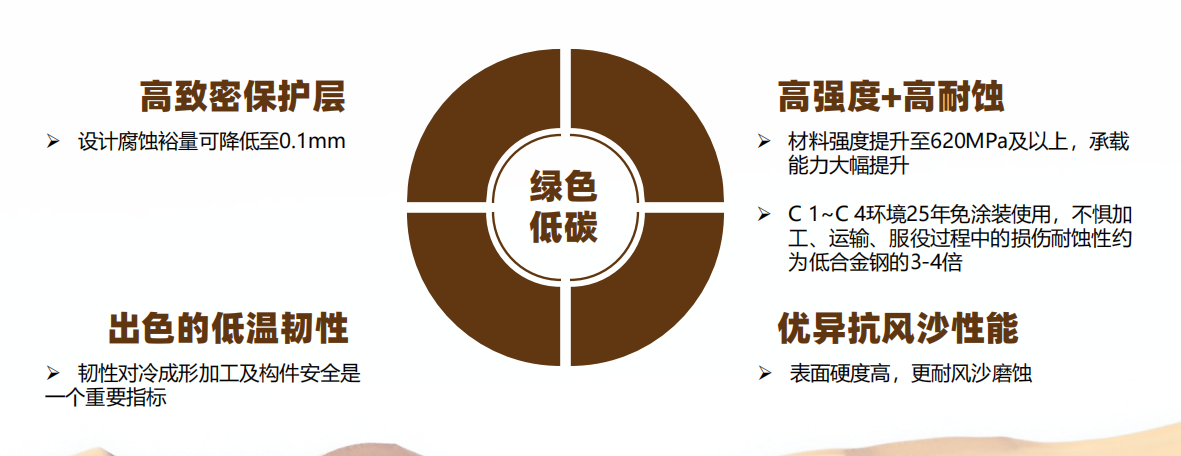 高致密保护层
➢ 设计腐蚀裕量可降低至0.1mm
出色的低温韧性
➢ 韧性对冷成形加工及构件安全是
一个重要指标
绿色
低碳
高强度+高耐蚀
➢ 材料强度提升至620MPa及以上，承载
能力大幅提升
➢ C 1~C 4环境25年免涂装使用，不惧加
工、运输、服役过程中的损伤耐蚀性约
为低合金钢的3-4倍
优异抗风沙性能
➢ 表面硬度高，更耐风沙磨蚀